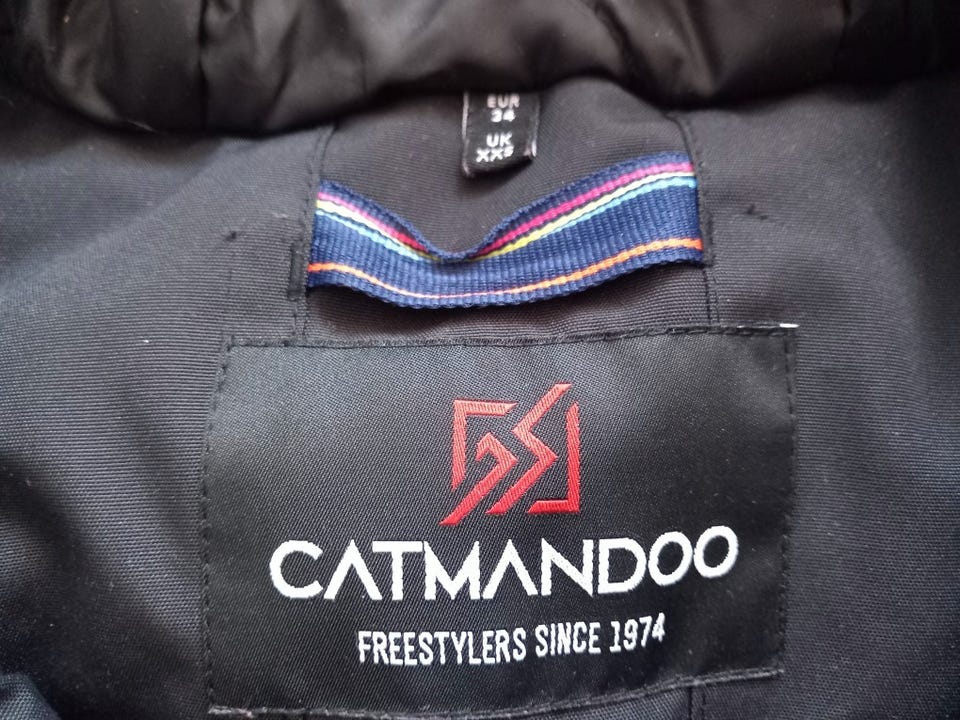 EUR
34
UK
XXS
CATMANDOO
FREESTYLERS SINCE 1974